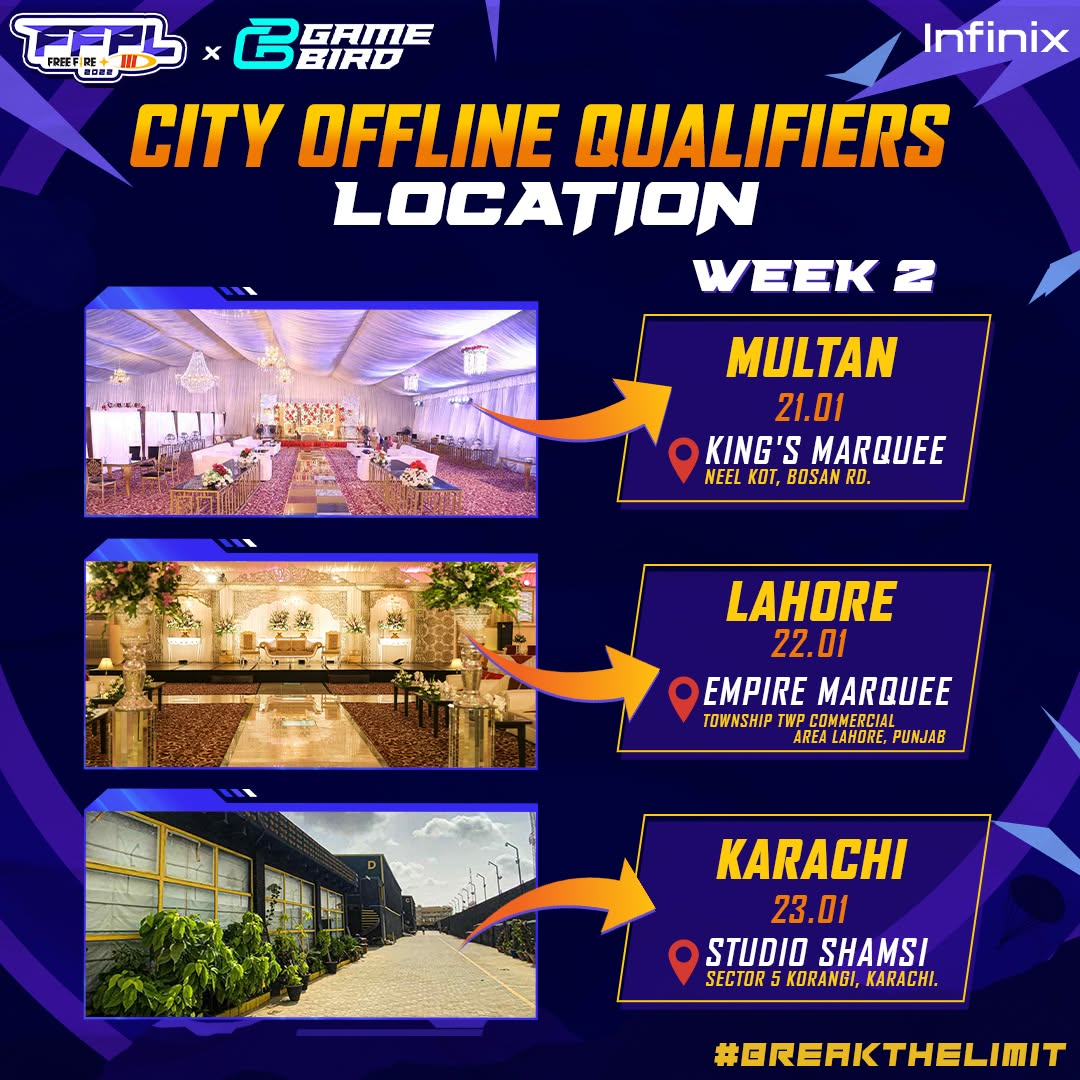 FFPL
FREE FIRE
2022
x
GAME
BIRD
Infinix
CITY OFFLINE QUALIFIERS
LOCATION
WEEK 2
MULTAN
21.01
KING'S MARQUEE
NEEL KOT, BOSAN RD.
LAHORE
22.01
EMPIRE MARQUEE
TOWNSHIP TWP COMMERCIAL
AREA LAHORE, PUNJAB
D
KARACHI
23.01
STUDIO SHAMSI
SECTOR 5 KORANGI, KARACHI.
#BREAKTHELIMIT